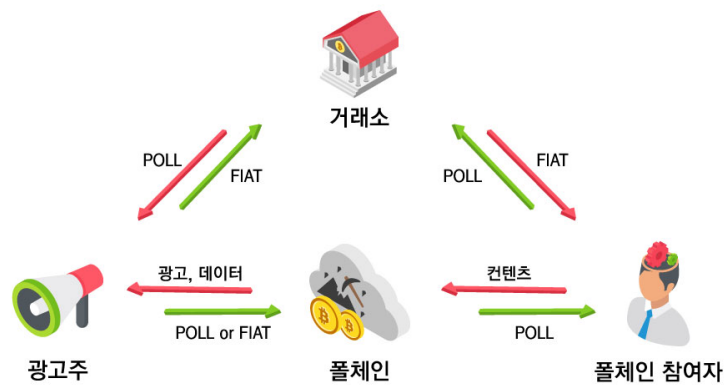 거래소
POLL
FIAT
POLL
FIAT
광고, 데이터
컨텐츠
POLL or FIAT
POLL
광고주
폴체인
폴체인 참여자